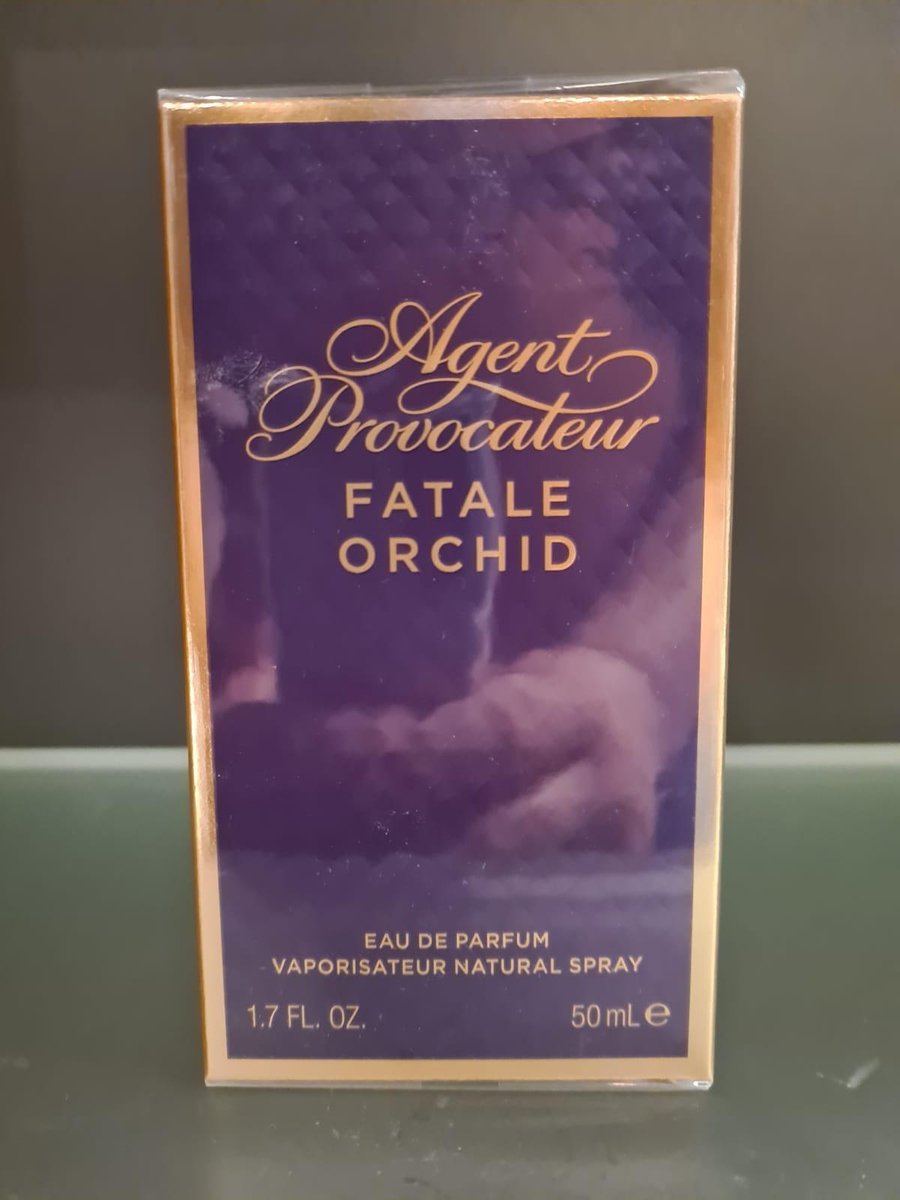 Agent
Provocateur
FATALE
ORCHID
EAU DE PARFUM
VAPORISATEUR NATURAL SPRAY
1.7 FL. OZ. 50 mL ℮